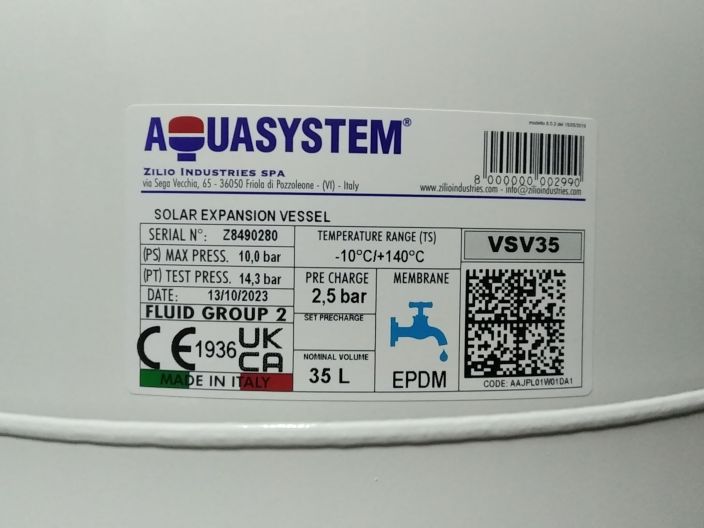 modello 5.0.2 del 15/05/2019
AQUASYSTEM®
ZILIO INDUSTRIES SPA
via Sega Vecchia, 65 - 36050 Friola di Pozzoleone - (VI) - Italy
8 000000 002990
www.zilioindustries.com - info@zilioindustries.com
SOLAR EXPANSION VESSEL
SERIAL N°: Z8490280
(PS) MAX PRESS. 10,0 bar
(PT) TEST PRESS. 14,3 bar
DATE: 13/10/2023
FLUID GROUP 2
CE 1936 UK CA
MADE IN ITALY
TEMPERATURE RANGE (TS)
-10°C/+140°C
PRE CHARGE
2,5 bar
SET PRECHARGE
NOMINAL VOLUME
35 L
MEMBRANE
EPDM
VSV35
CODE: AAJPL01W01DA1